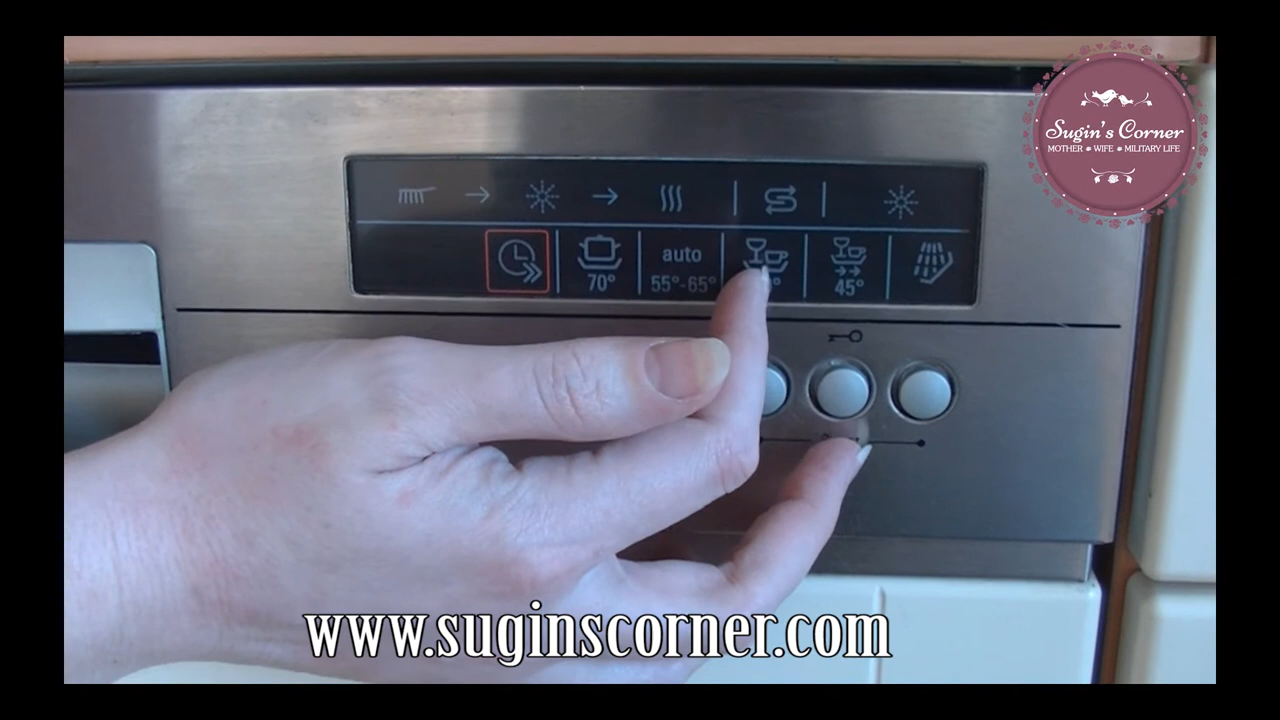 Sugin's Corner
MOTHER WIFE MILITARY LIFE
auto
70° 55°-65° 45°
www.suginscorner.com